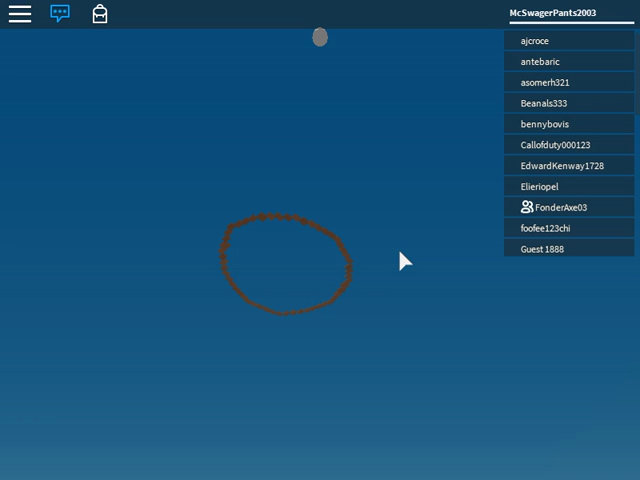 McSwagerPants2003
ajcroce
antebaric
asomerh321
Beanals333
bennybovis
Callofduty000123
EdwardKenway1728
Elieriopel
FonderAxe03
foofee123chi
Guest 1888